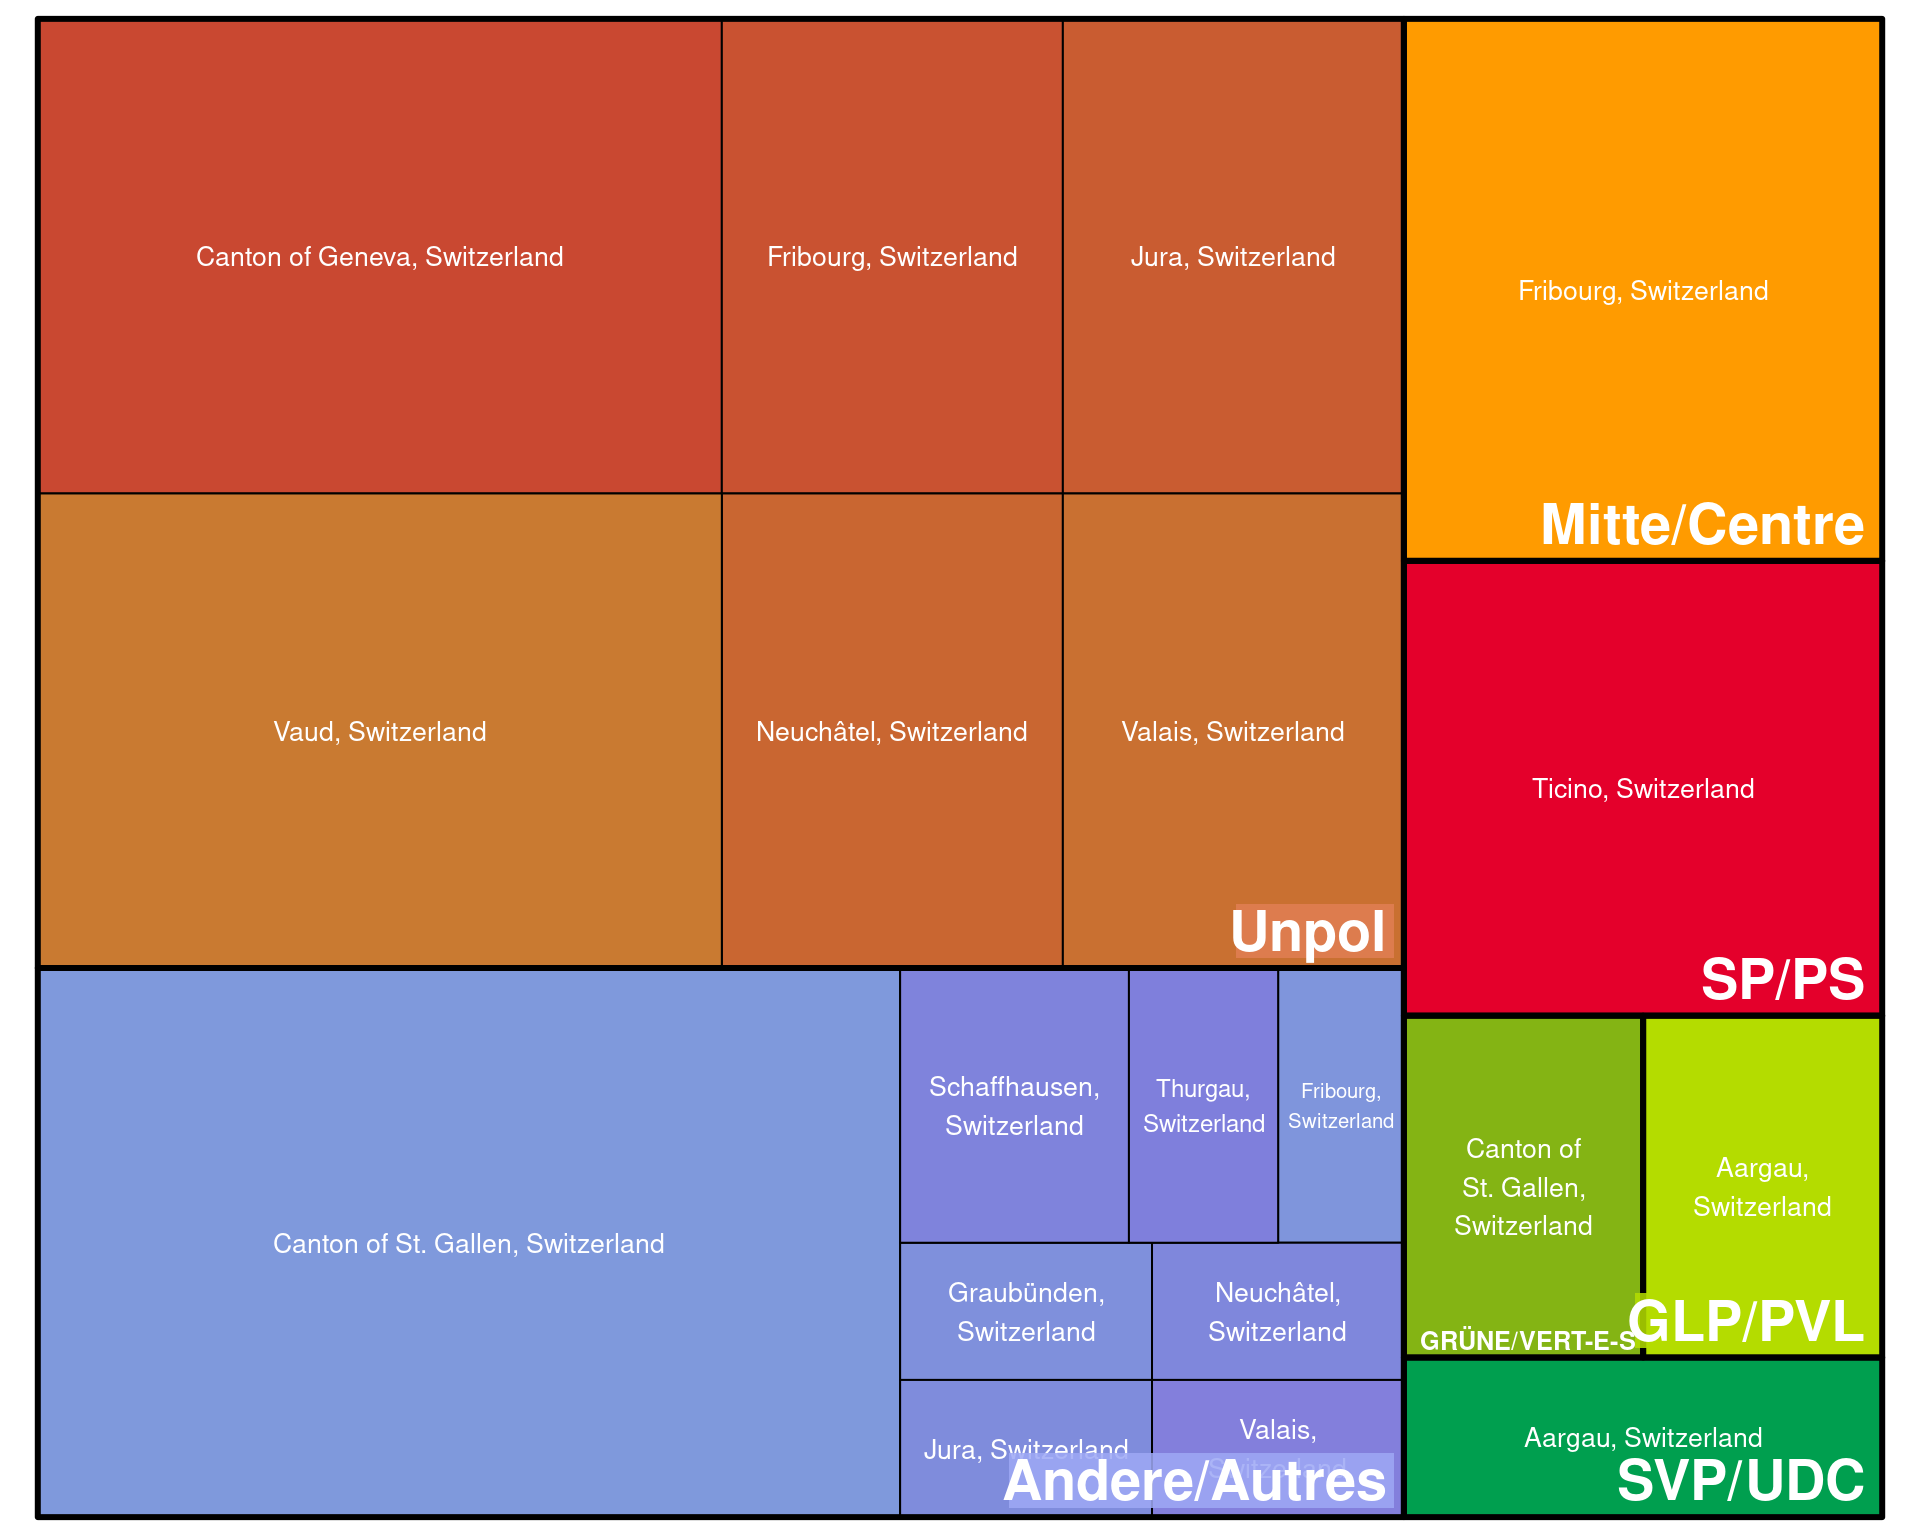 Canton of Geneva, Switzerland
Fribourg, Switzerland
Jura, Switzerland
Vaud, Switzerland
Neuchâtel, Switzerland
Valais, Switzerland
Unpol
Canton of St. Gallen, Switzerland
Schaffhausen,
Switzerland
Thurgau,
Switzerland
Fribourg,
Switzerland
Graubünden,
Switzerland
Neuchâtel,
Switzerland
Jura, Switzerland
Valais,
Switzerland
Andere/Autres
Fribourg, Switzerland
Mitte/Centre
Ticino, Switzerland
SP/PS
Canton of
St. Gallen,
Switzerland
GRÜNE/VERT-E-S
Aargau,
Switzerland
GLP/PVL
Aargau, Switzerland
SVP/UDC